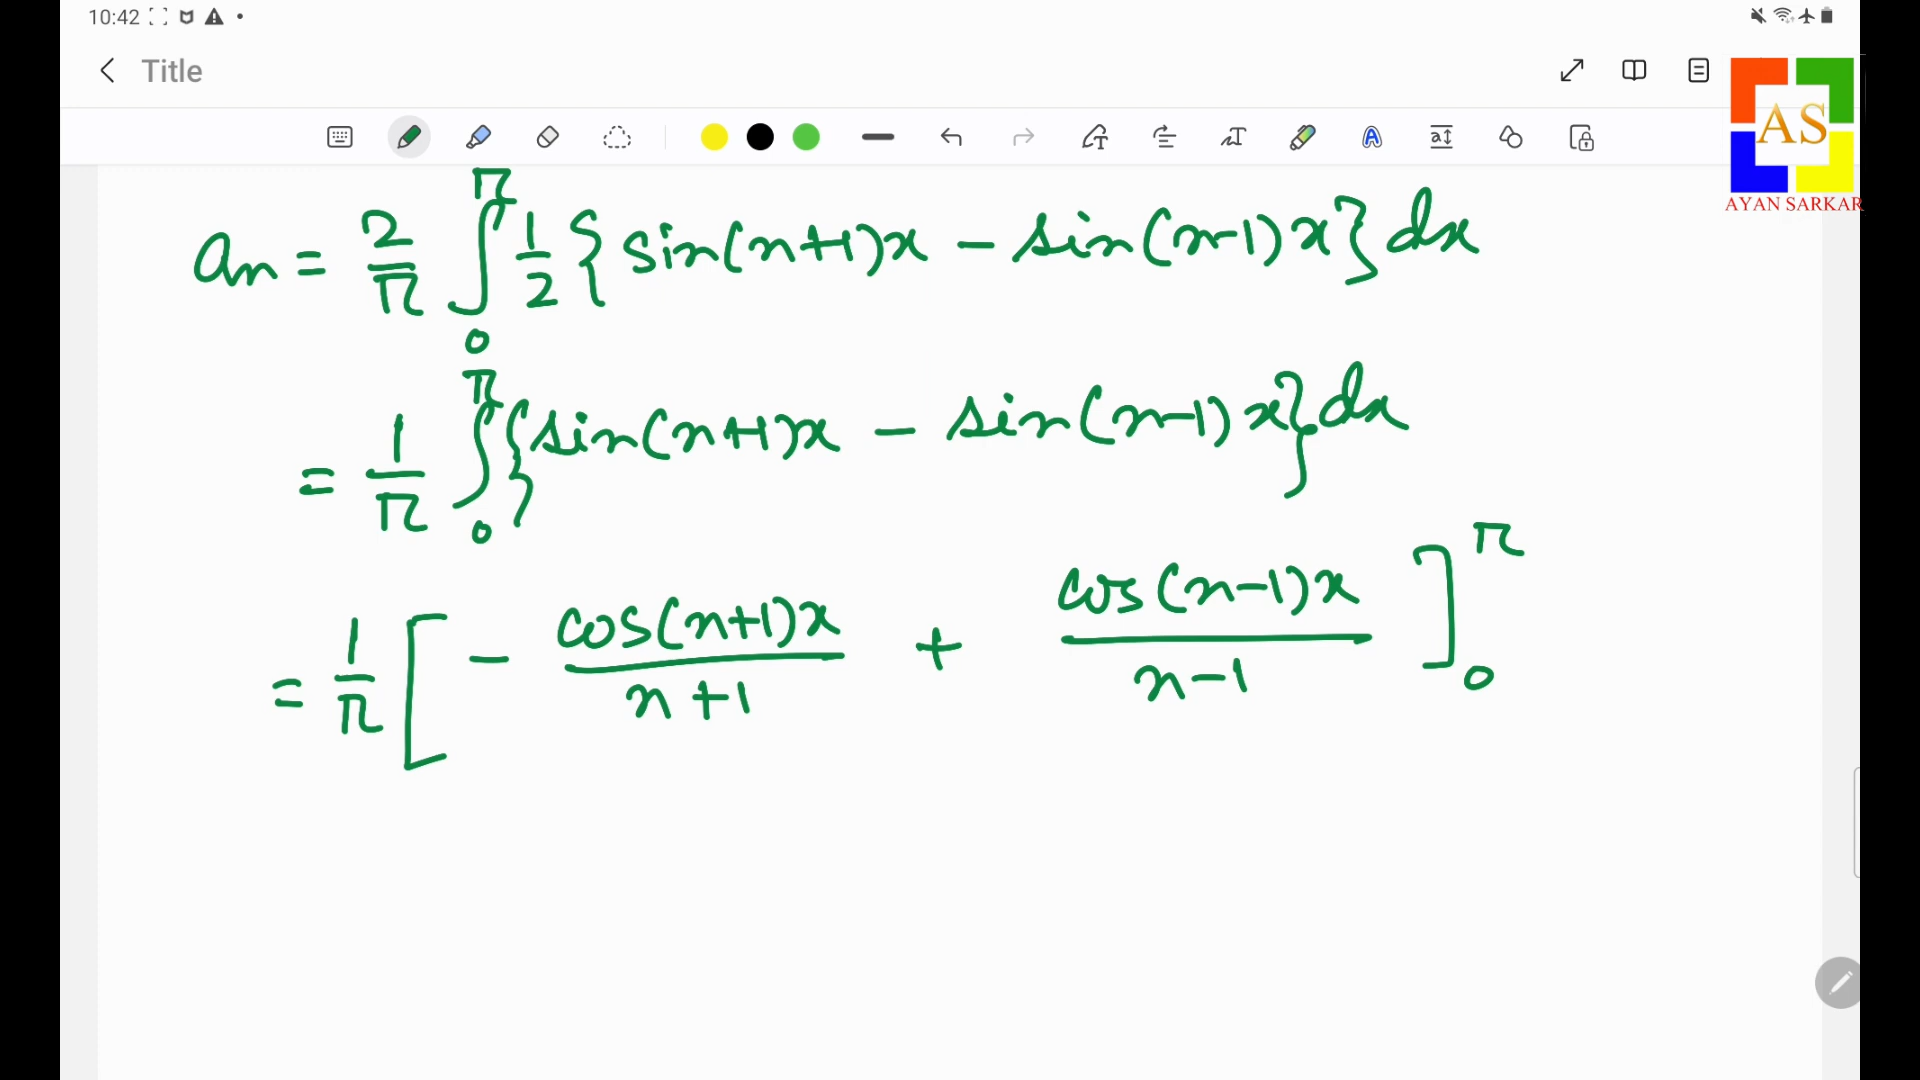 10:42
Title
AS
AYAN SARKAR
aₙ = 2/π ∫₀^π 1/2 {sin(n+1)x − sin(n−1)x} dx
= 1/π ∫₀^π {sin(n+1)x − sin(n−1)x} dx
= 1/π [ − cos(n+1)x / n+1 + cos(n−1)x / n−1 ]₀^π